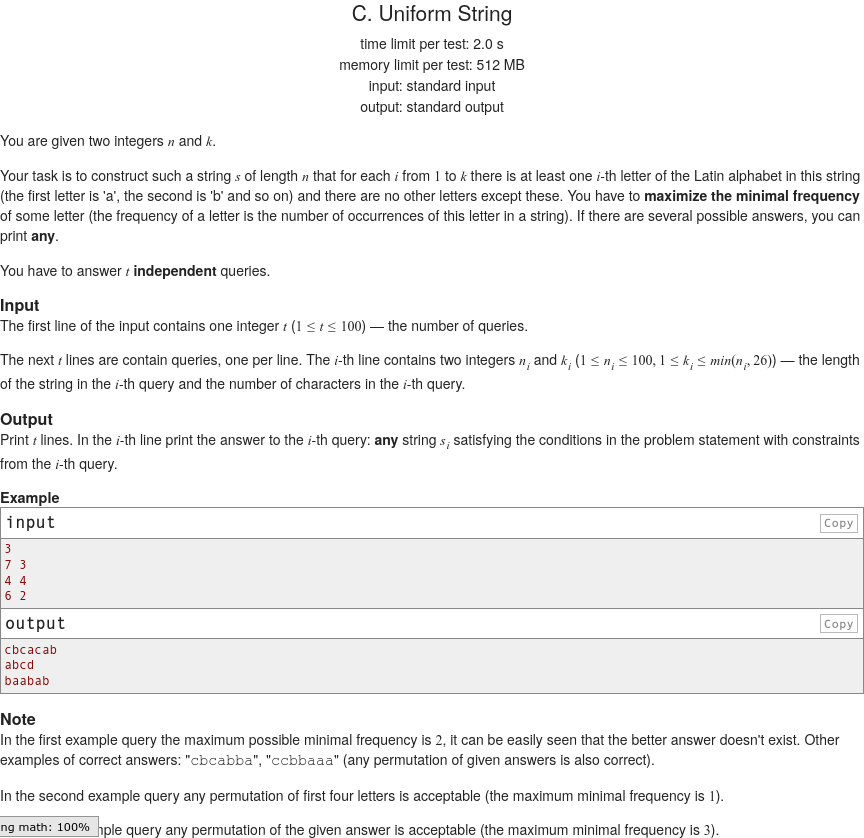 C. Uniform String
time limit per test: 2.0 s
memory limit per test: 512 MB
input: standard input
output: standard output
You are given two integers n and k.
Your task is to construct such a string s of length n that for each i from 1 to k there is at least one i-th letter of the Latin alphabet in this string
(the first letter is 'a', the second is 'b' and so on) and there are no other letters except these. You have to maximize the minimal frequency
of some letter (the frequency of a letter is the number of occurrences of this letter in a string). If there are several possible answers, you can
print any.
You have to answer t independent queries.
Input
The first line of the input contains one integer t (1 ≤ t ≤ 100) — the number of queries.
The next t lines are contain queries, one per line. The i-th line contains two integers n_i and k_i (1 ≤ n_i ≤ 100, 1 ≤ k_i ≤ min(n_i, 26)) — the length
of the string in the i-th query and the number of characters in the i-th query.
Output
Print t lines. In the i-th line print the answer to the i-th query: any string s_i satisfying the conditions in the problem statement with constraints
from the i-th query.
Example
input Copy
3
7 3
4 4
6 2
output Copy
cbcacab
abcd
baabab
Note
In the first example query the maximum possible minimal frequency is 2, it can be easily seen that the better answer doesn't exist. Other
examples of correct answers: "cbcabba", "ccbbaaa" (any permutation of given answers is also correct).
In the second example query any permutation of first four letters is acceptable (the maximum minimal frequency is 1).
ng math: 100% query any permutation of the given answer is acceptable (the maximum minimal frequency is 3).